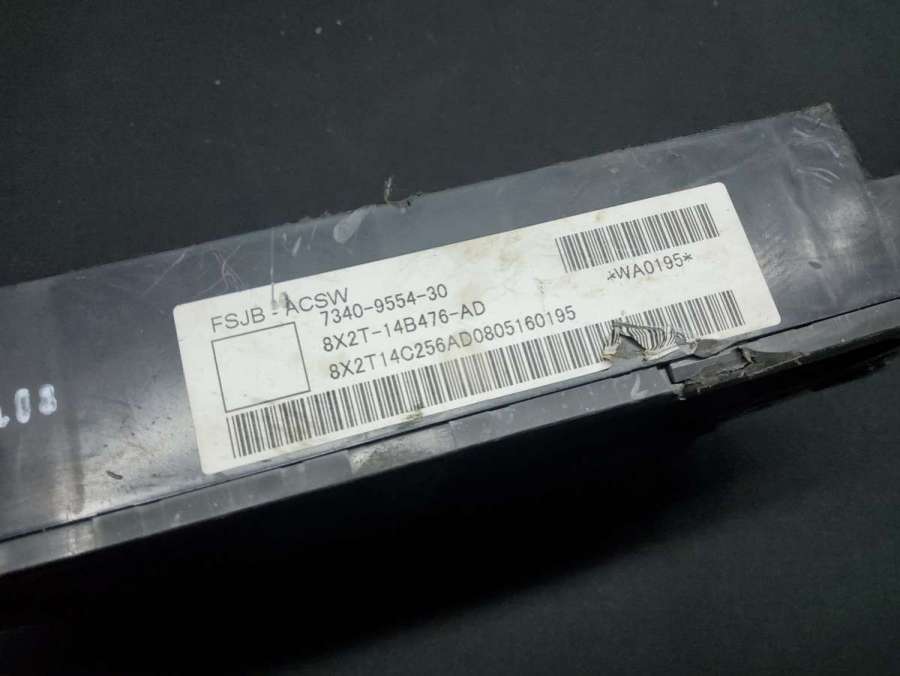 FSJB - ACSW
7340-9554-30
8X2T-14B476-AD
8X2T14C256AD0805160195
*WA0195*